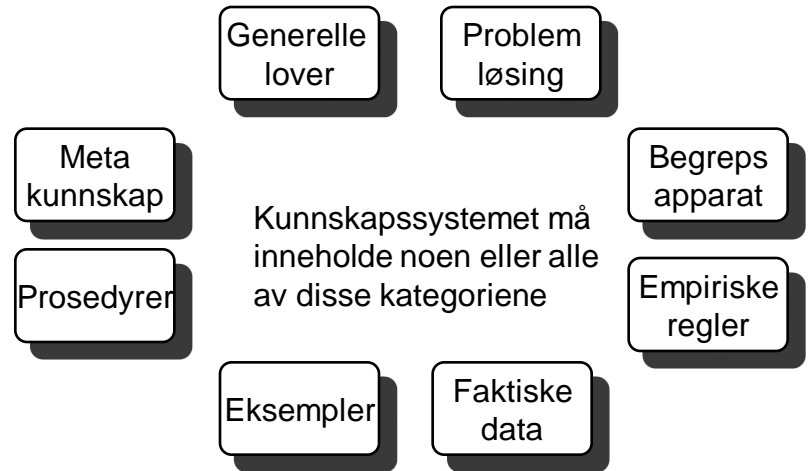 Generelle
lover
Problem
løsing
Meta
kunnskap
Begreps
apparat
Kunnskapssystemet må
inneholde noen eller alle
av disse kategoriene
Prosedyrer
Empiriske
regler
Eksempler
Faktiske
data